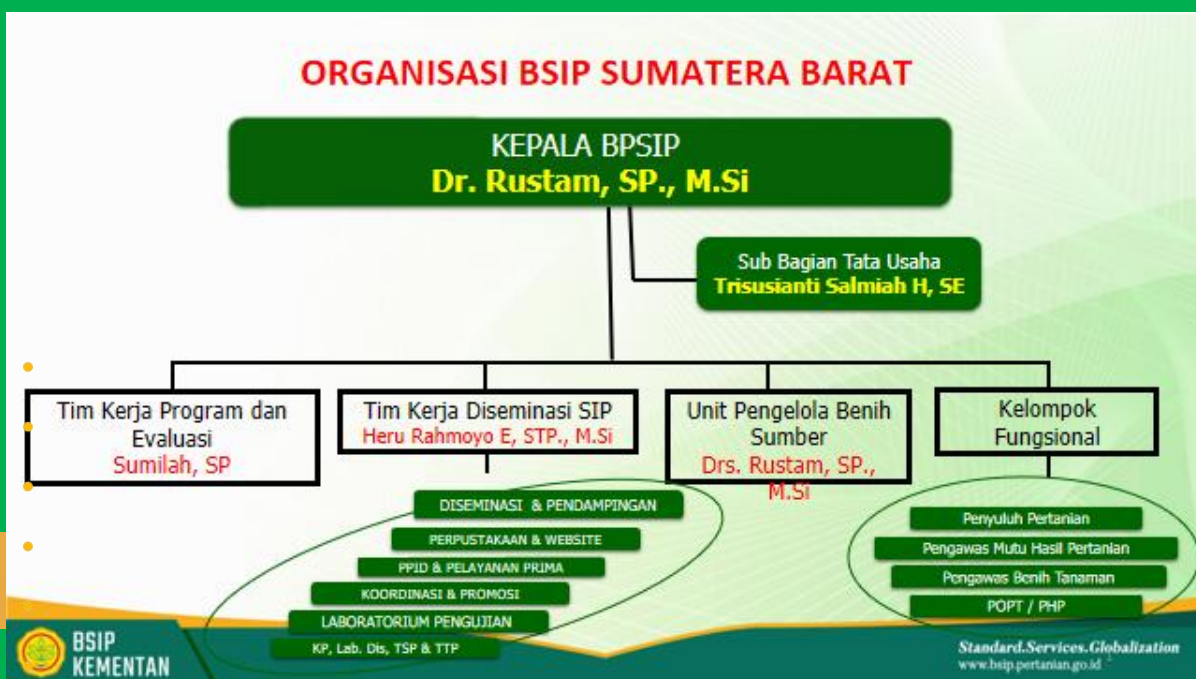 ORGANISASI BSIP SUMATERA BARAT
KEPALA BPSIP
Dr. Rustam, SP., M.Si
Sub Bagian Tata Usaha
Trisusianti Salmiah H, SE
Tim Kerja Program dan
Evaluasi
Sumilah, SP
Tim Kerja Diseminasi SIP
Heru Rahmoyo E, STP., M.Si
Unit Pengelola Benih
Sumber
Drs. Rustam, SP.,
M.Si
Kelompok
Fungsional
DISEMINASI & PENDAMPINGAN
PERPUSTAKAAN & WEBSITE
PPID & PELAYANAN PRIMA
KOORDINASI & PROMOSI
LABORATORIUM PENGUJIAN
KP, Lab. Dis, TSP & TTP
Penyuluh Pertanian
Pengawas Mutu Hasil Pertanian
Pengawas Benih Tanaman
POPT / PHP
BSIP
KEMENTAN
Standard.Services.Globalization
www.bsip.pertanian.go.id